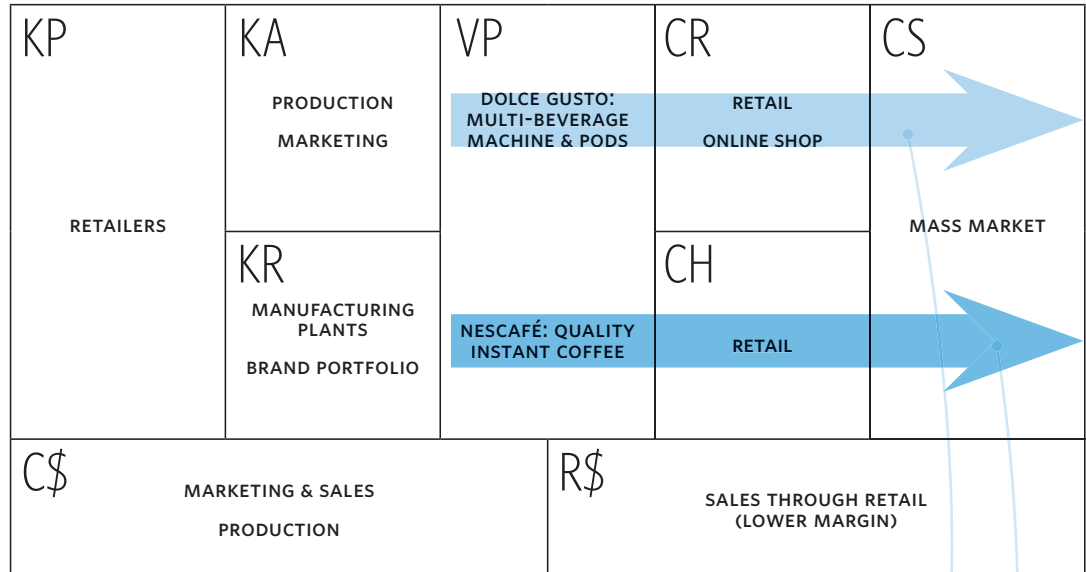 KP
RETAILERS
KA
PRODUCTION
MARKETING
KR
MANUFACTURING
PLANTS
BRAND PORTFOLIO
VP
DOLCE GUSTO:
MULTI-BEVERAGE
MACHINE & PODS
NESCAFÉ: QUALITY
INSTANT COFFEE
CR
RETAIL
ONLINE SHOP
CH
RETAIL
CS
MASS MARKET
C$
MARKETING & SALES
PRODUCTION
R$
SALES THROUGH RETAIL
(LOWER MARGIN)